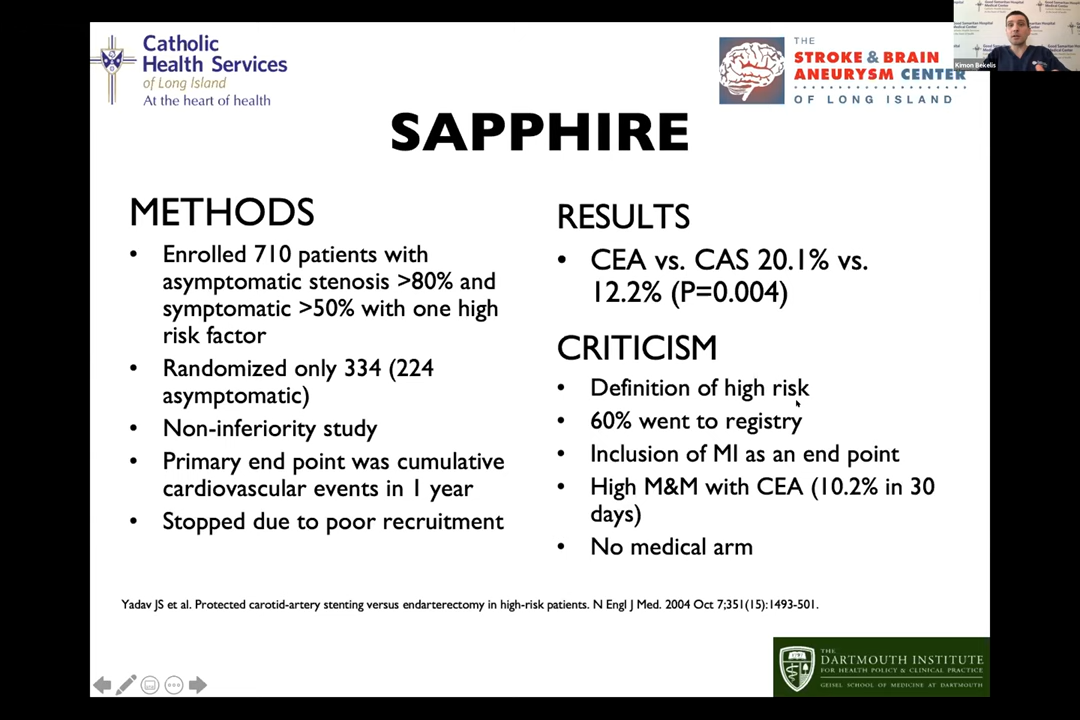 Catholic
Health Services
of Long Island
At the heart of health
THE
STROKE & BRAIN
ANEURYSM CENTER
OF LONG ISLAND
Kimon Bekelis
SAPPHIRE
METHODS
• Enrolled 710 patients with
asymptomatic stenosis >80% and
symptomatic >50% with one high
risk factor
• Randomized only 334 (224
asymptomatic)
• Non-inferiority study
• Primary end point was cumulative
cardiovascular events in 1 year
• Stopped due to poor recruitment
RESULTS
• CEA vs. CAS 20.1% vs.
12.2% (P=0.004)
CRITICISM
• Definition of high risk
• 60% went to registry
• Inclusion of MI as an end point
• High M&M with CEA (10.2% in 30
days)
• No medical arm
Yadav JS et al. Protected carotid-artery stenting versus endarterectomy in high-risk patients. N Engl J Med. 2004 Oct 7;351(15):1493-501.
THE
DARTMOUTH INSTITUTE
FOR HEALTH POLICY & CLINICAL PRACTICE
GEISEL SCHOOL OF MEDICINE AT DARTMOUTH